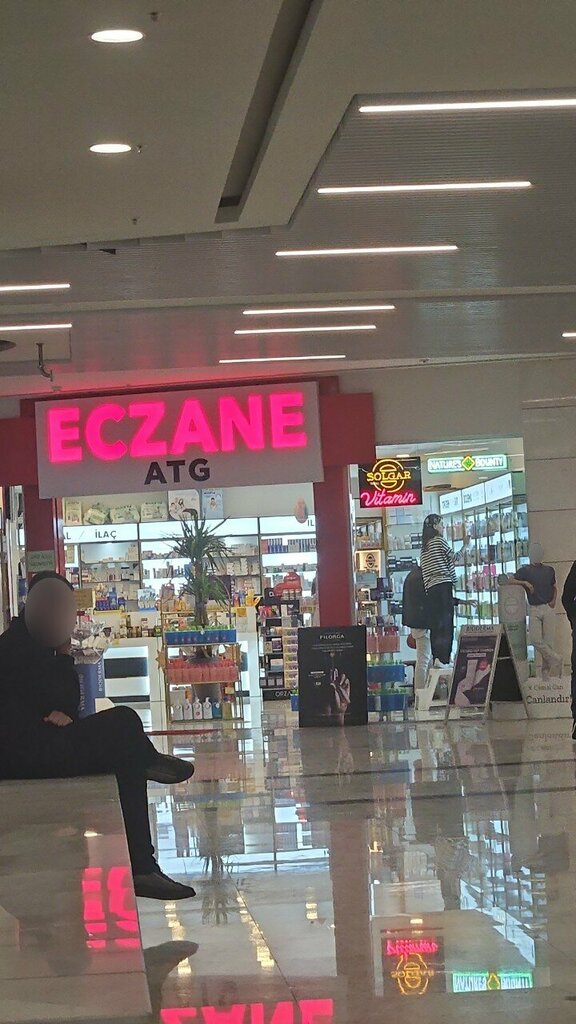 ECZANE
ATG
NATURE'S BOUNTY
SOLGAR
Vitamin
/ İLAÇ
FILORGA
Canlandır